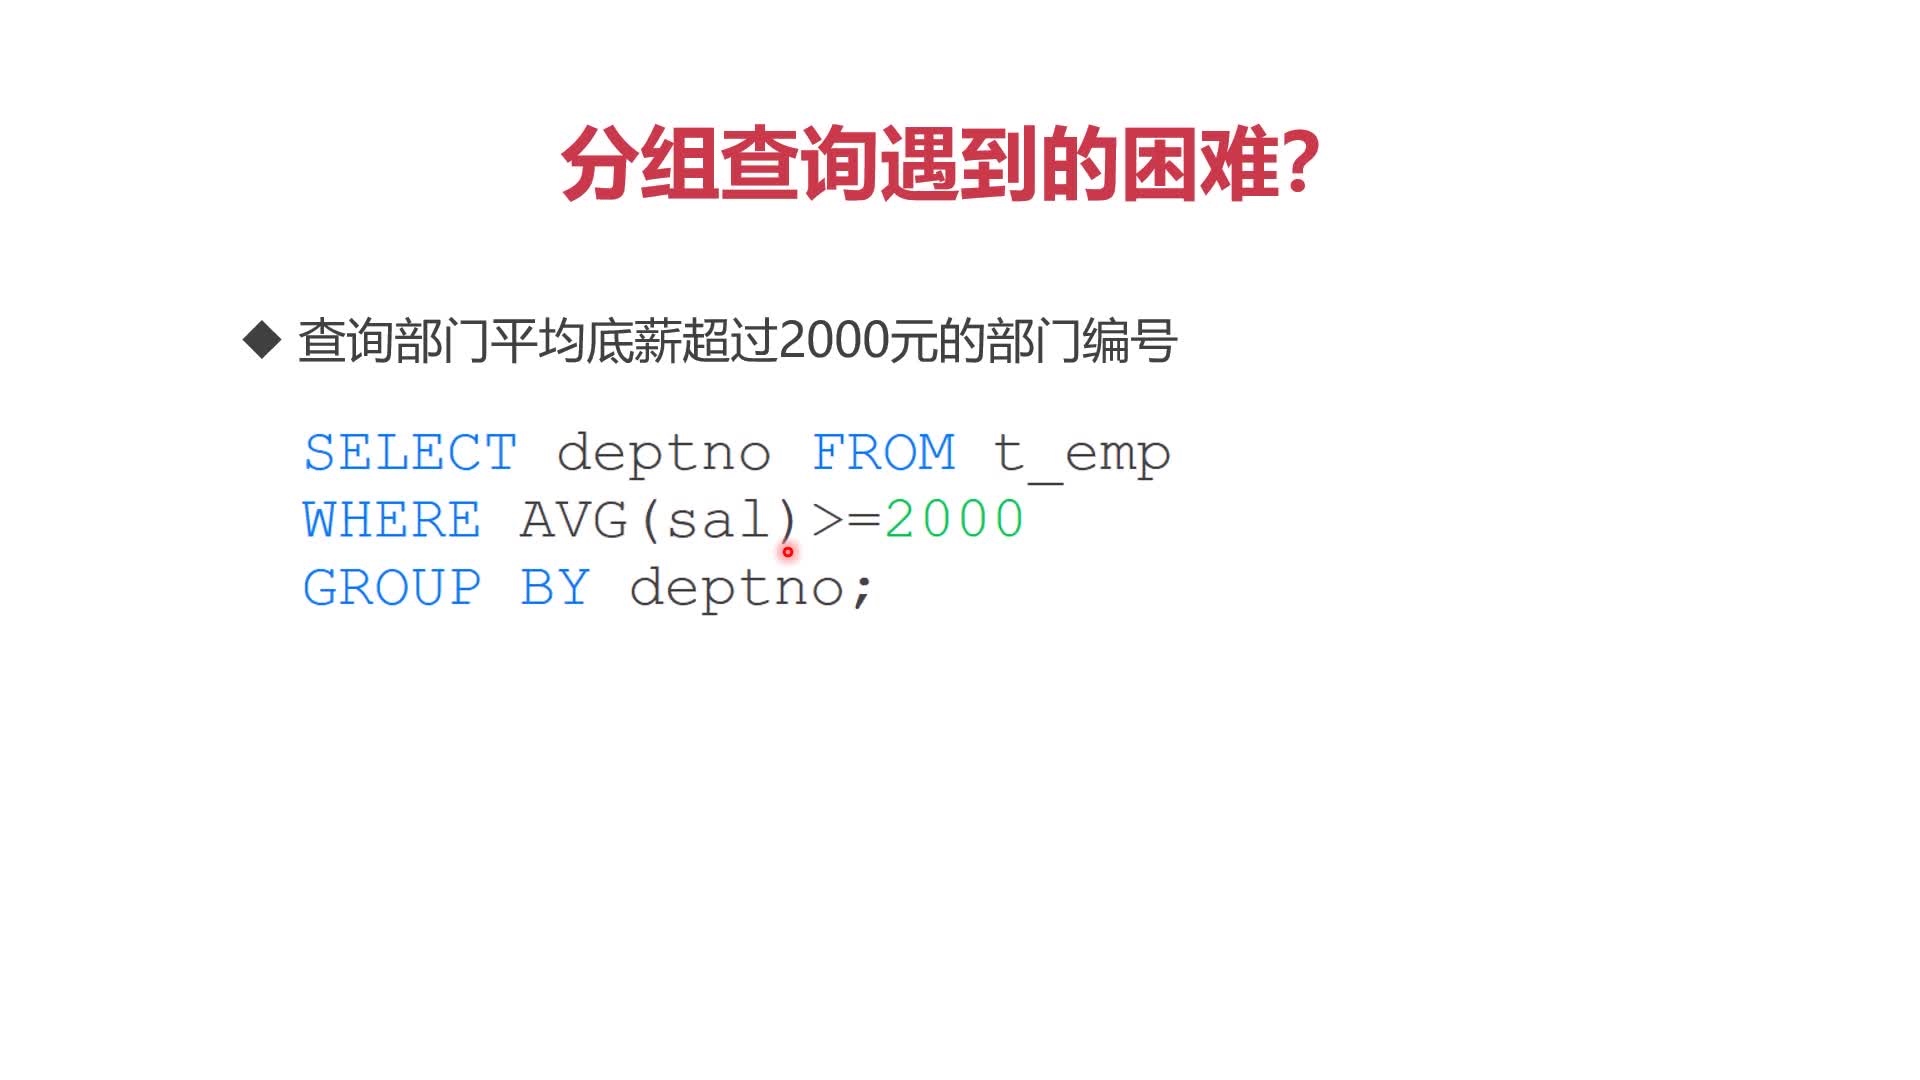 分组查询遇到的困难?
◆ 查询部门平均底薪超过2000元的部门编号
SELECT deptno FROM t_emp
WHERE AVG(sal)>=2000
GROUP BY deptno;